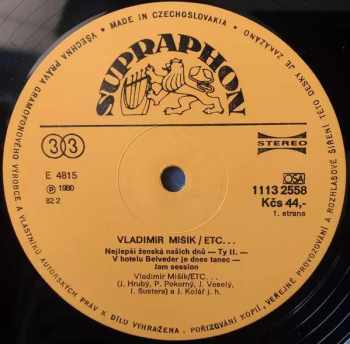 • MADE IN CZECHOSLOVAKIA •
VŠECHNA PRÁVA GRAMOFONOVÉHO VÝROBCE A VLASTNÍKŮ AUTORSKÝCH PRÁV K DÍLU VYHRAŽENA. POŘIZOVÁNÍ KOPIÍ, VEŘEJNÉ PROVOZOVÁNÍ A ROZHLASOVÉ ŠÍŘENÍ TÉTO DESKY JE ZAKÁZÁNO
SUPRAPHON
33
STEREO
E 4815
Ⓟ 1980
82 2
OSA
1113 2558
Kčs 44,-
1. strana
VLADIMIR MIŠIK / ETC...
Nejlepší ženská našich dnů — Ty II. —
V hotelu Belveder je dnes tanec —
Jam session
Vladimír Mišík/ETC...
(J. Hrubý, P. Pokorný, J. Veselý,
I. Sustera) a J. Kolář j. h.